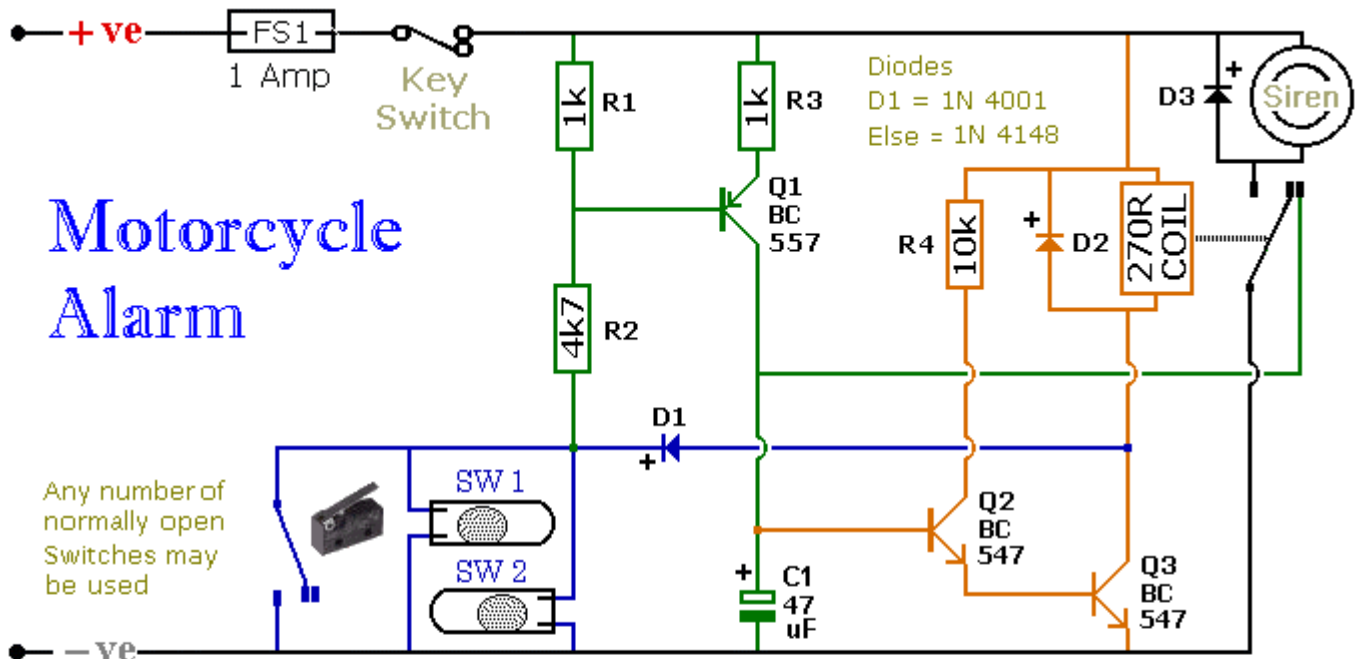 + ve
FS1
1 Amp
Key
Switch
1k
R1
1k
R3
Diodes
D1 = 1N 4001
Else = 1N 4148
D3
+
Siren
Motorcycle
Alarm
Q1
BC
557
R4
10k
+
D2
270R
COIL
4k7
R2
D1
+
Any number of
normally open
Switches may
be used
SW 1
SW 2
+
C1
47
uF
Q2
BC
547
Q3
BC
547
– ve